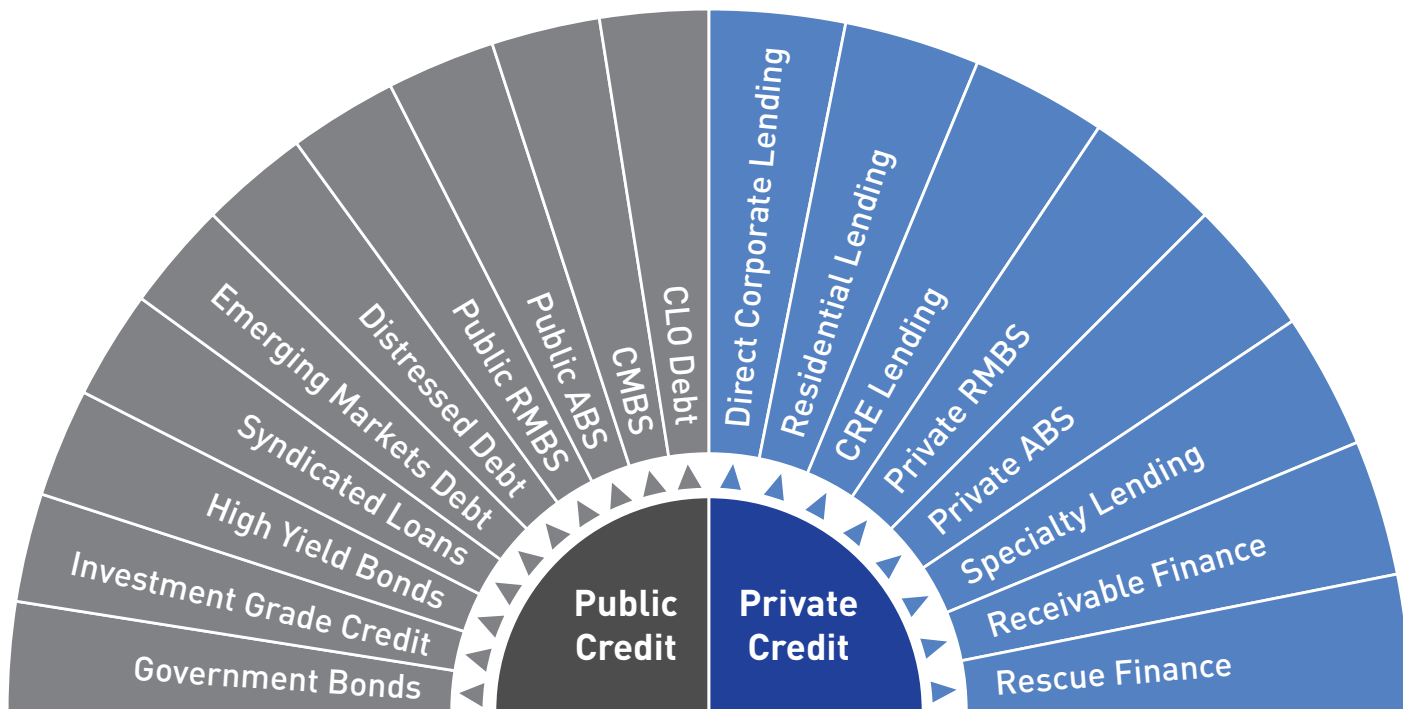 Government Bonds
Investment Grade Credit
High Yield Bonds
Syndicated Loans
Emerging Markets Debt
Distressed Debt
Public RMBS
Public ABS
CMBS
CLO Debt
Direct Corporate Lending
Residential Lending
CRE Lending
Private RMBS
Private ABS
Specialty Lending
Receivable Finance
Rescue Finance
Public
Credit
Private
Credit